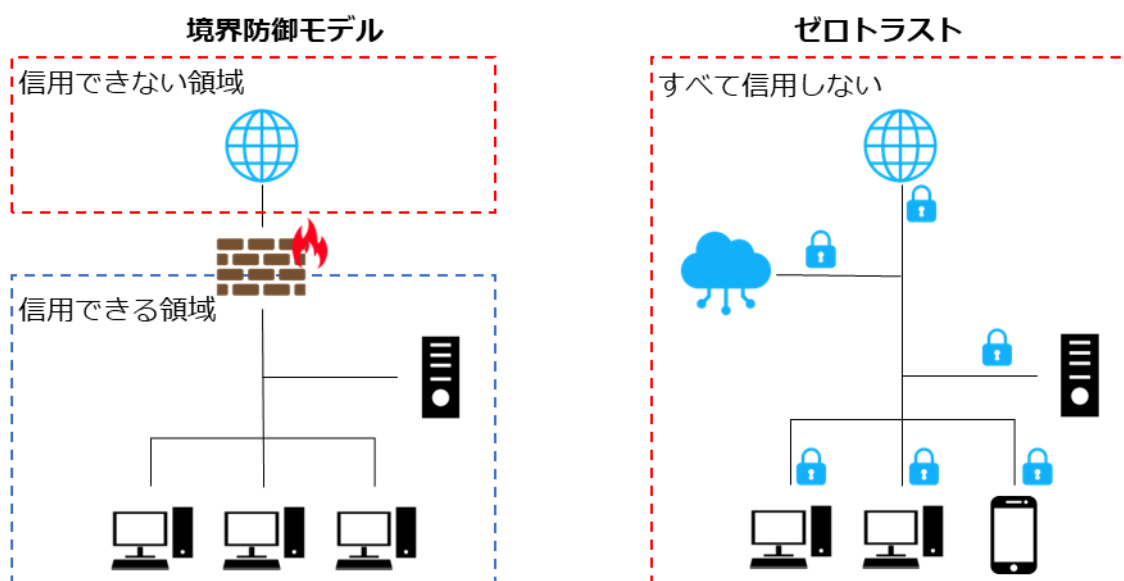 境界防御モデル
信用できない領域
信用できる領域
ゼロトラスト
すべて信用しない